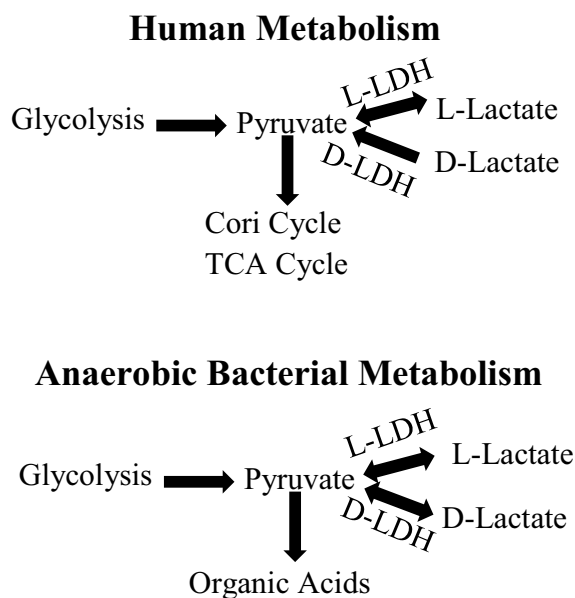 Human Metabolism
L-LDH
Glycolysis Pyruvate L-Lactate
D-LDH D-Lactate
Cori Cycle
TCA Cycle
Anaerobic Bacterial Metabolism
L-LDH
Glycolysis Pyruvate L-Lactate
D-LDH D-Lactate
Organic Acids